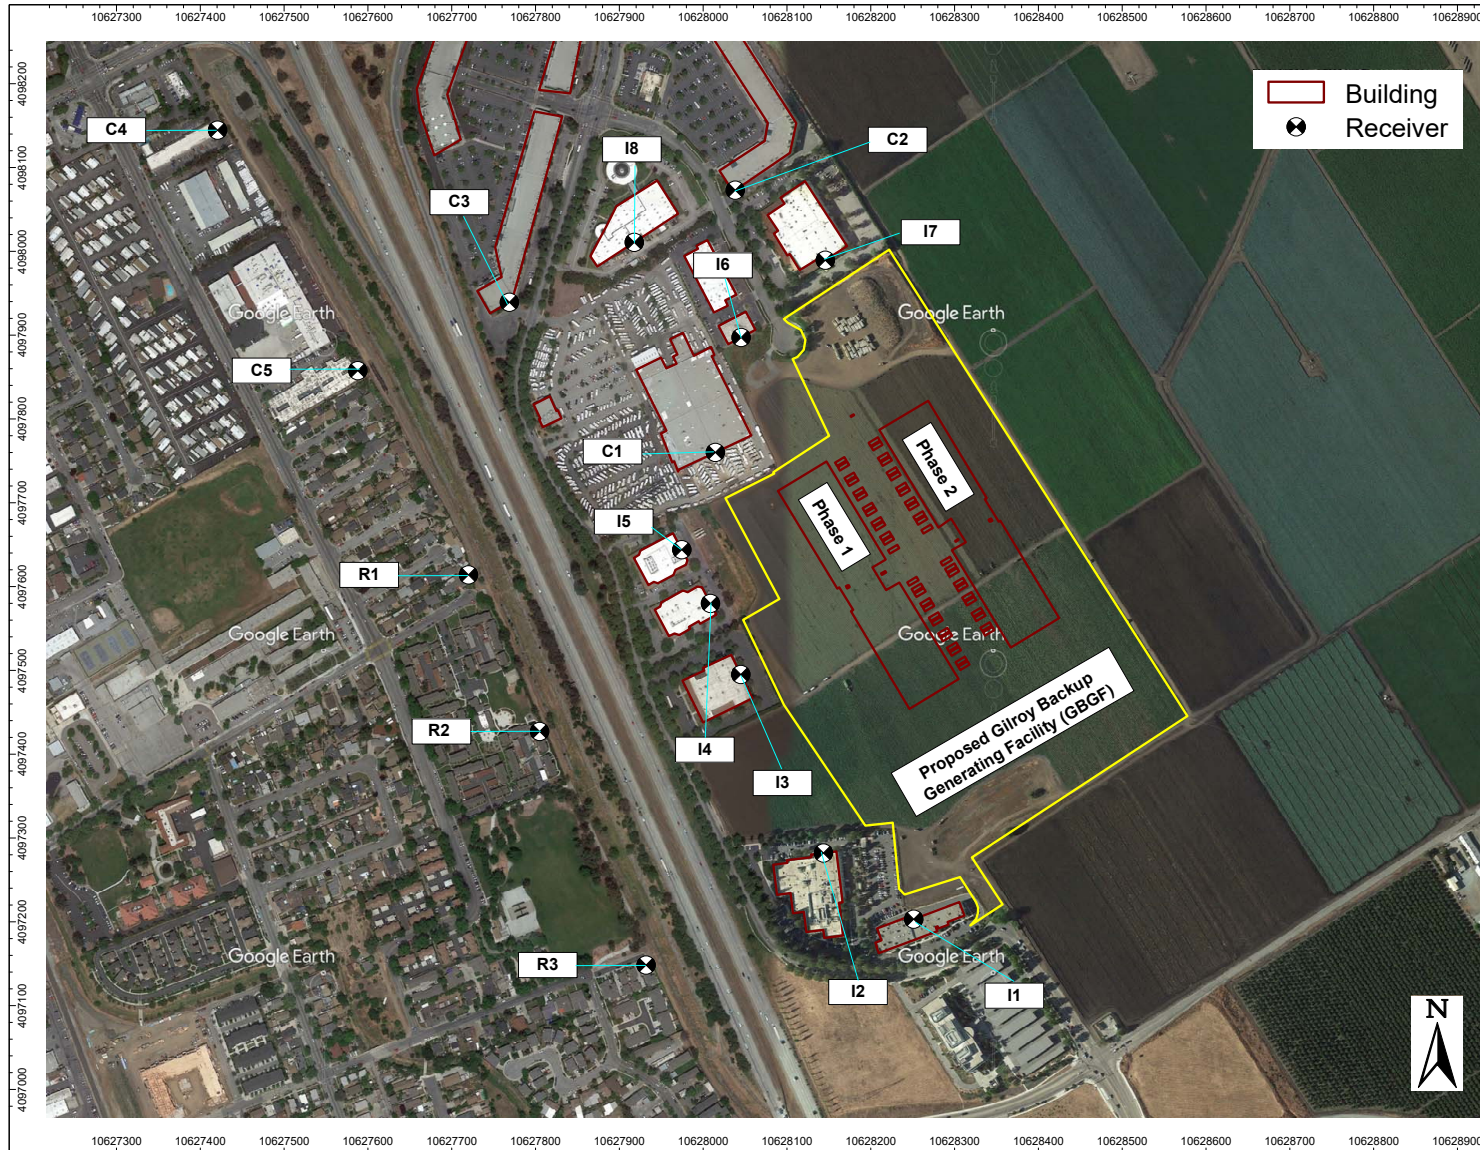 10627300 10627400 10627500 10627600 10627700 10627800 10627900 10628000 10628100 10628200 10628300 10628400 10628500 10628600 10628700 10628800 10628900
4098200
4098100
4098000
4097900
4097800
4097700
4097600
4097500
4097400
4097300
4097200
4097100
4097000
Building
Receiver
C4
I8
C2
C3
I7
I6
Google Earth
Google Earth
C5
C1
Phase 2
Phase 1
I5
R1
Google Earth
Google Earth
R2
I4
I3
Proposed Gilroy Backup
Generating Facility (GBGF)
Google Earth
Google Earth
R3
I2
I1
N
10627300 10627400 10627500 10627600 10627700 10627800 10627900 10628000 10628100 10628200 10628300 10628400 10628500 10628600 10628700 10628800 10628900